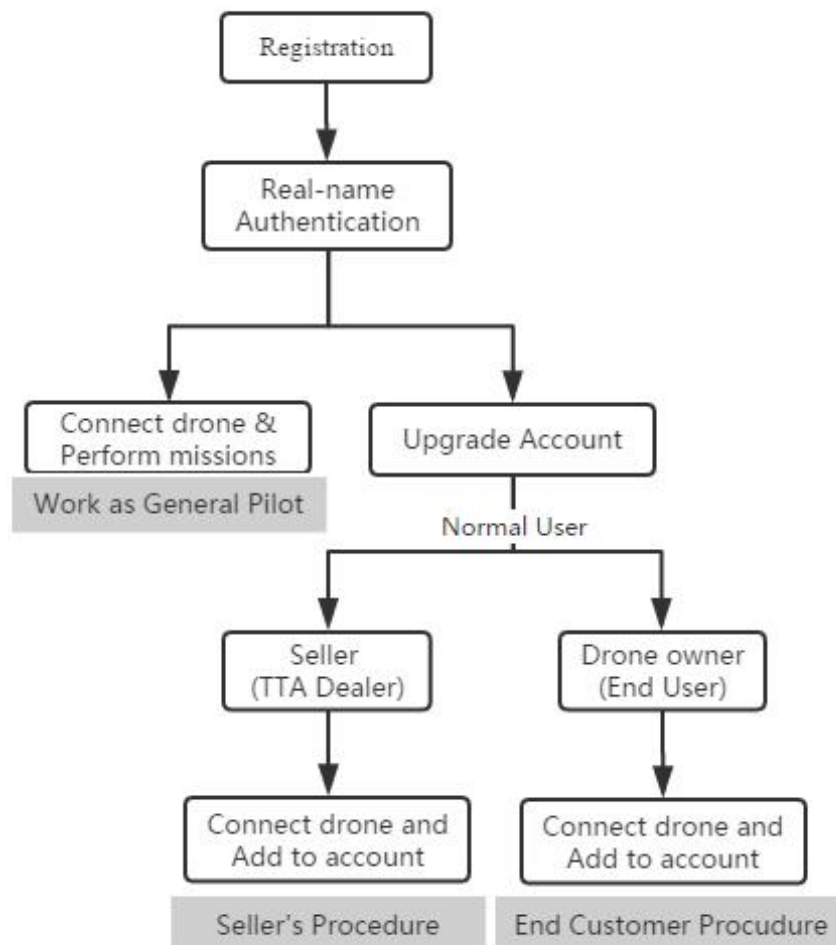 Registration
Real-name
Authentication
Connect drone &
Perform missions
Work as General Pilot
Upgrade Account
Normal User
Seller
(TTA Dealer)
Drone owner
(End User)
Connect drone and
Add to account
Connect drone and
Add to account
Seller's Procedure
End Customer Procudure